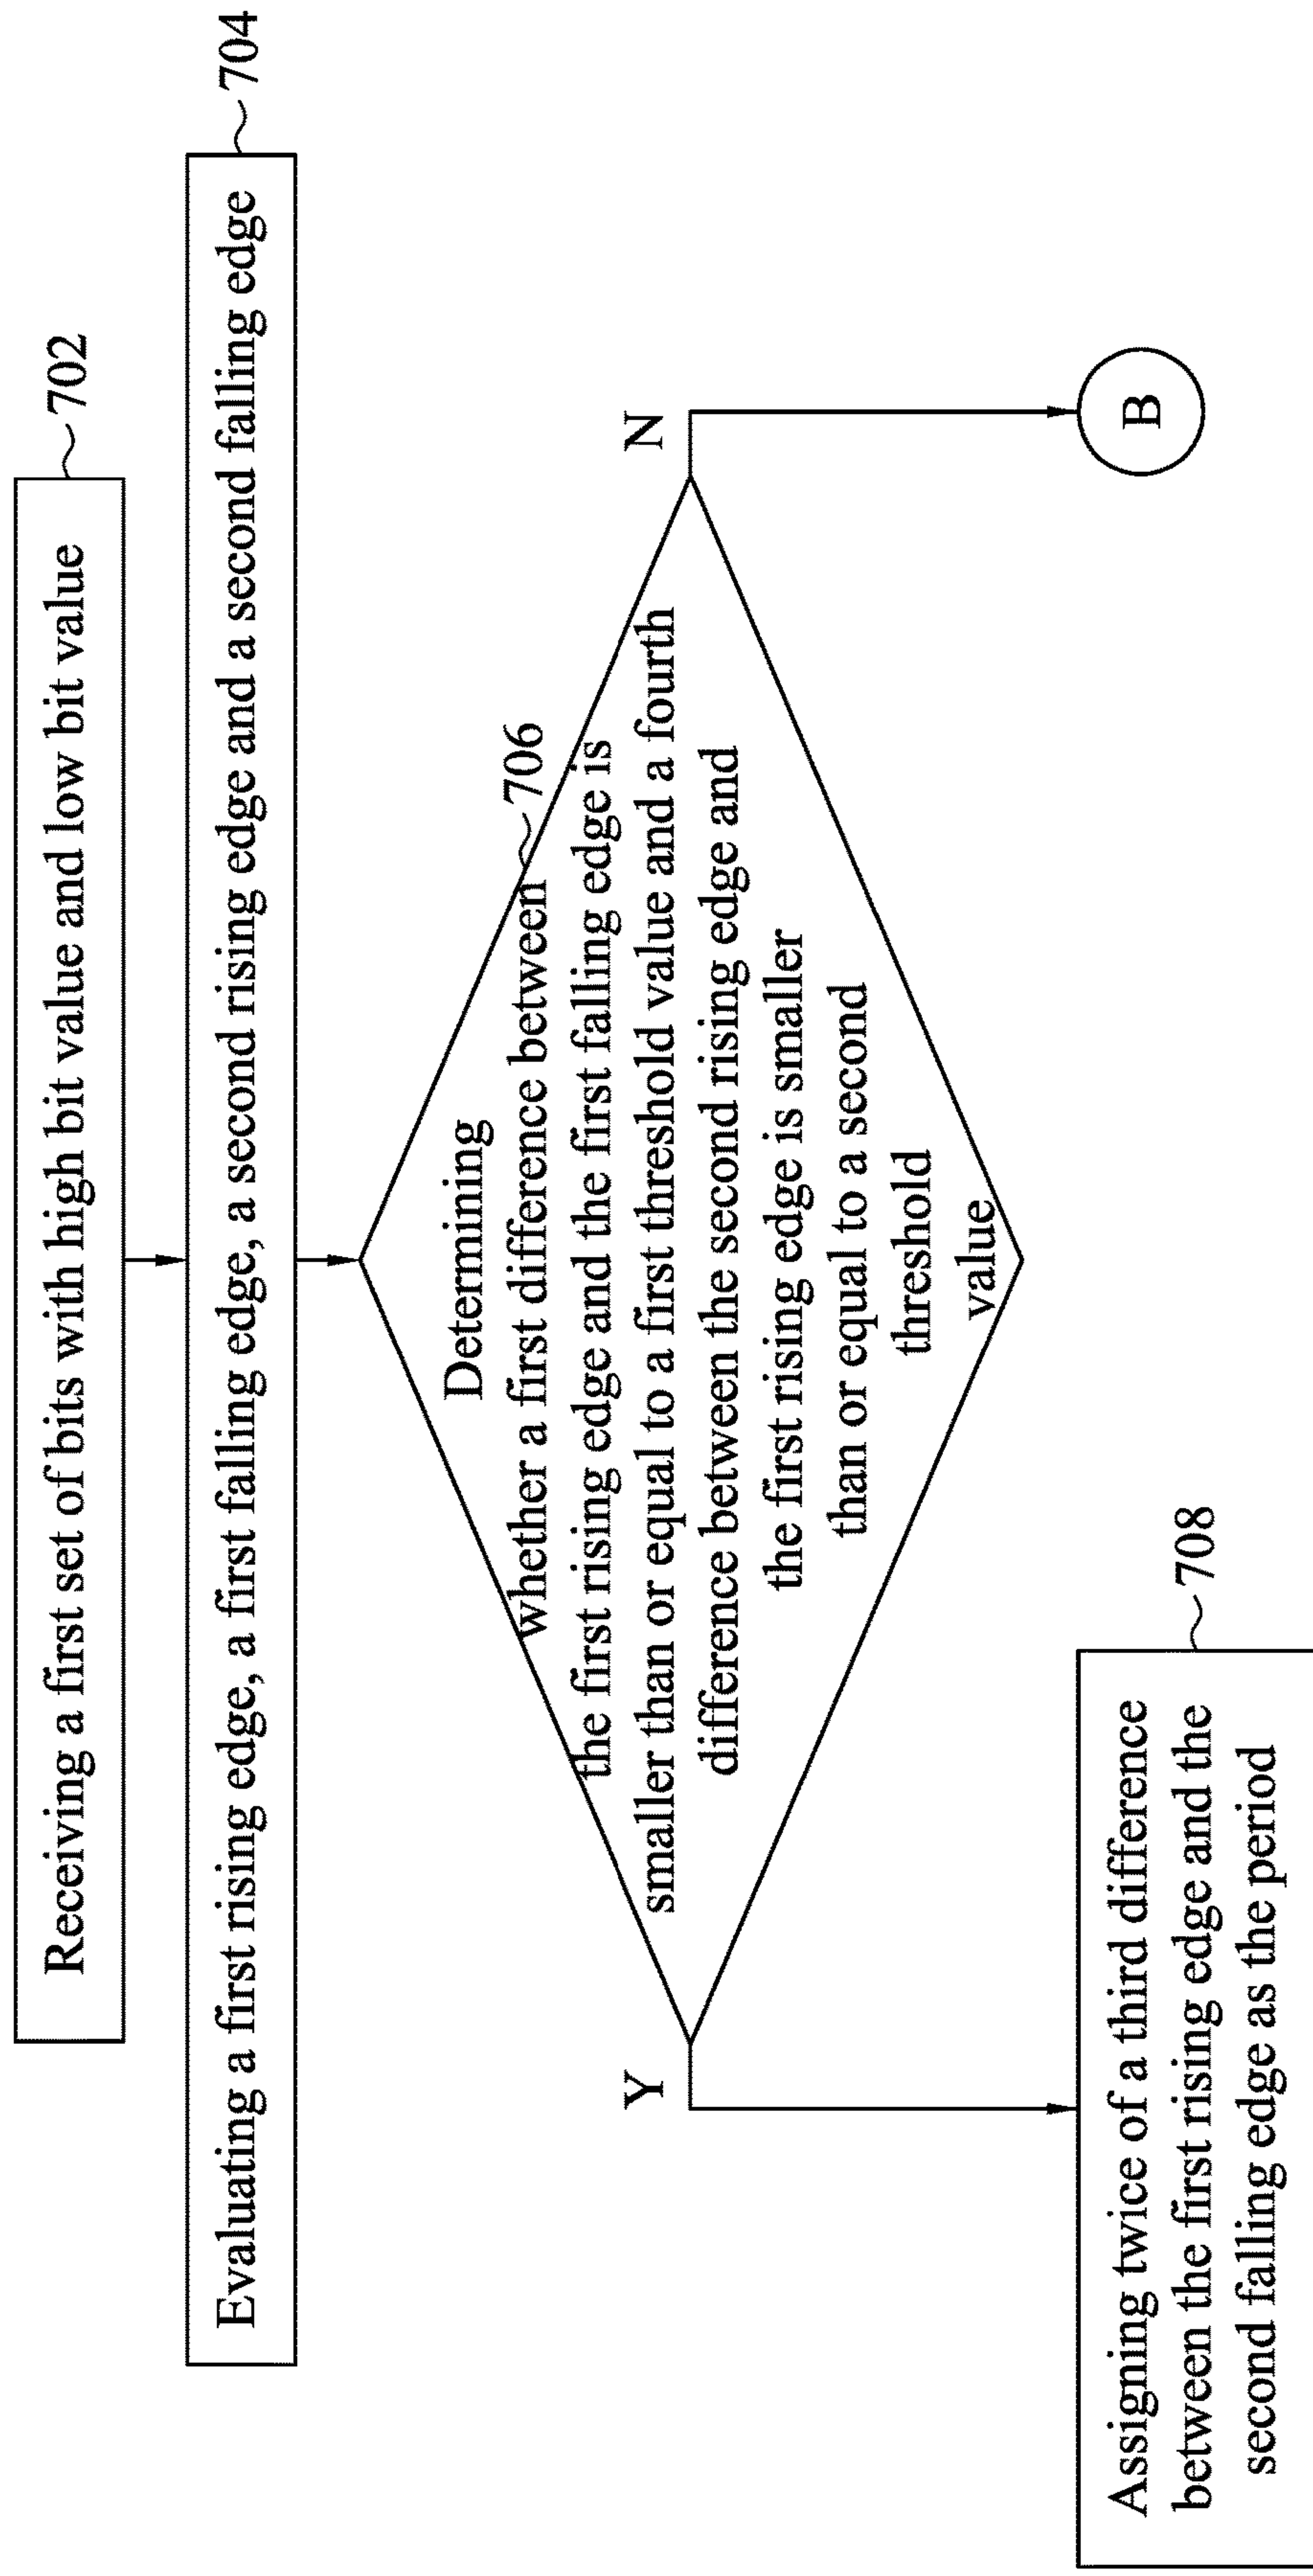 Receiving a first set of bits with high bit value and low bit value
702
Evaluating a first rising edge, a first falling edge, a second rising edge and a second falling edge
704
Determining
whether a first difference between
the first rising edge and the first falling edge is
smaller than or equal to a first threshold value and a fourth
difference between the second rising edge and
the first rising edge is smaller
than or equal to a second
threshold
value
706
Y
N
Assigning twice of a third difference
between the first rising edge and the
second falling edge as the period
708
B